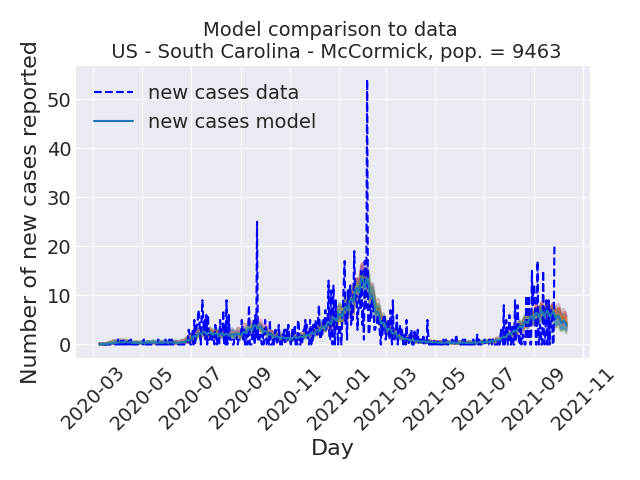 Model comparison to data
US - South Carolina - McCormick, pop. = 9463
Number of new cases reported
50
40
30
20
10
0
new cases data
new cases model
2020-03
2020-05
2020-07
2020-09
2020-11
2021-01
2021-03
2021-05
2021-07
2021-09
2021-11
Day